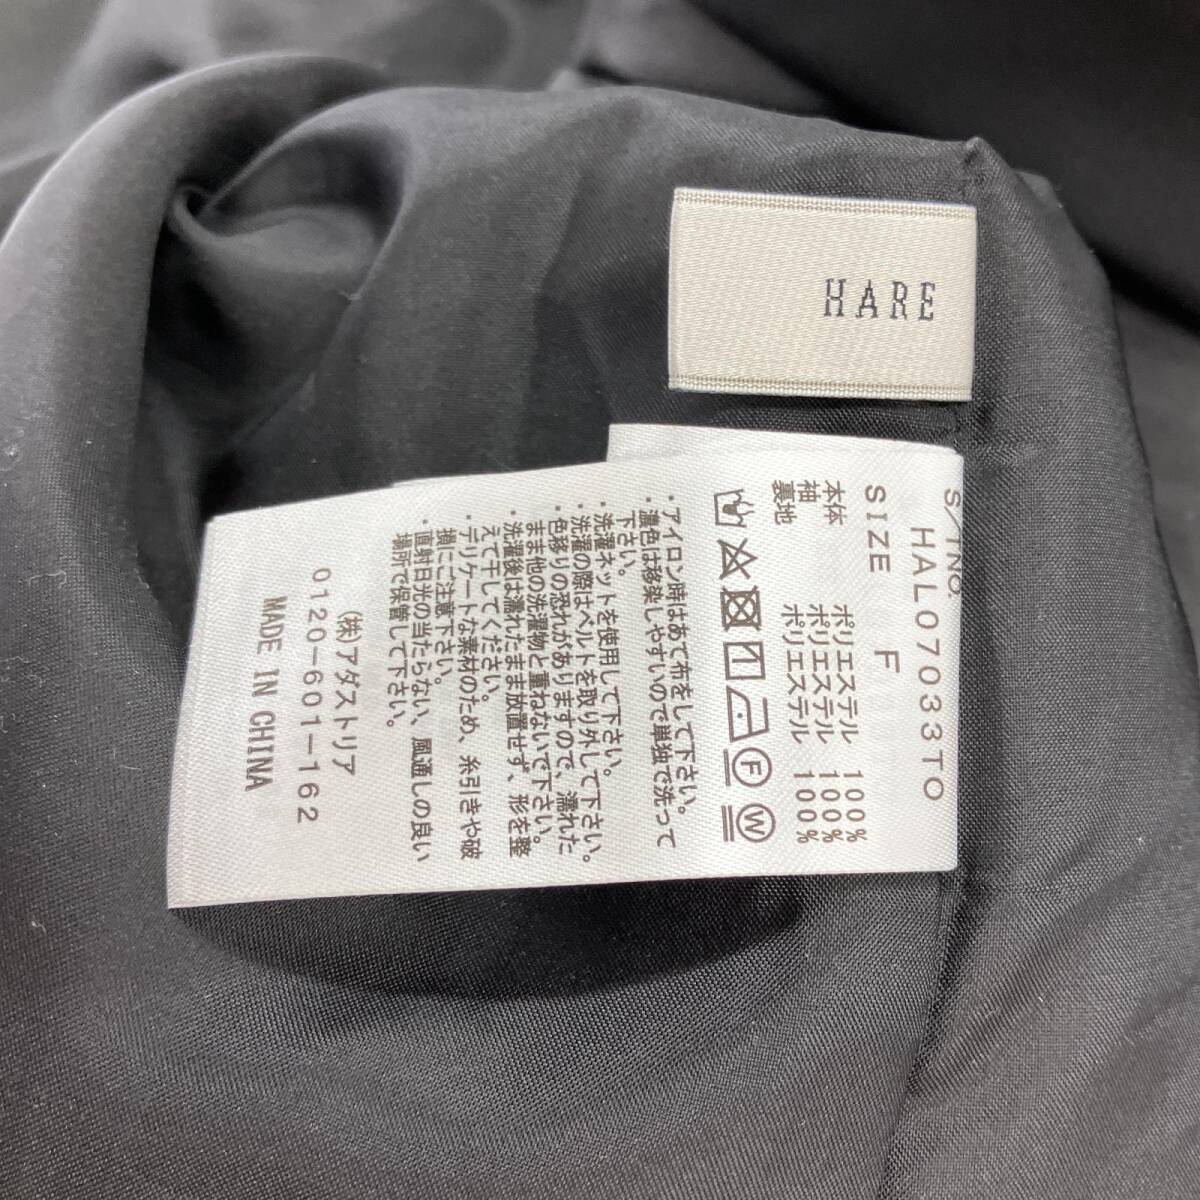 HARE
S/TNO.
HAL07033TO
SIZE F
本体 ポリエステル 100%
袖 ポリエステル 100%
裏地 ポリエステル 100%
F W
・アイロン時はあて布をして下さい。
・濃色は移染しやすいので単独で洗って
下さい。
・洗濯ネットを使用して下さい。
・洗濯の際はベルトを取り外して下さい。
・色移りの恐れがありますので、濡れた
まま他の洗濯物と重ねないで下さい。
・洗濯後は濡れたまま放置せず、形を整
えて干してください。
・デリケートな素材のため、糸引きや破
損にご注意下さい。
・直射日光の当たらない、風通しの良い
場所で保管して下さい。
(株)アダストリア
0120-601-162
MADE IN CHINA